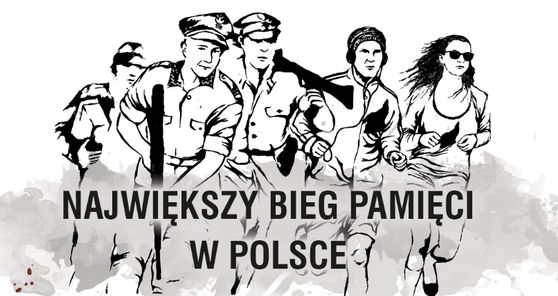 NAJWIĘKSZY BIEG PAMIĘCI
W POLSCE